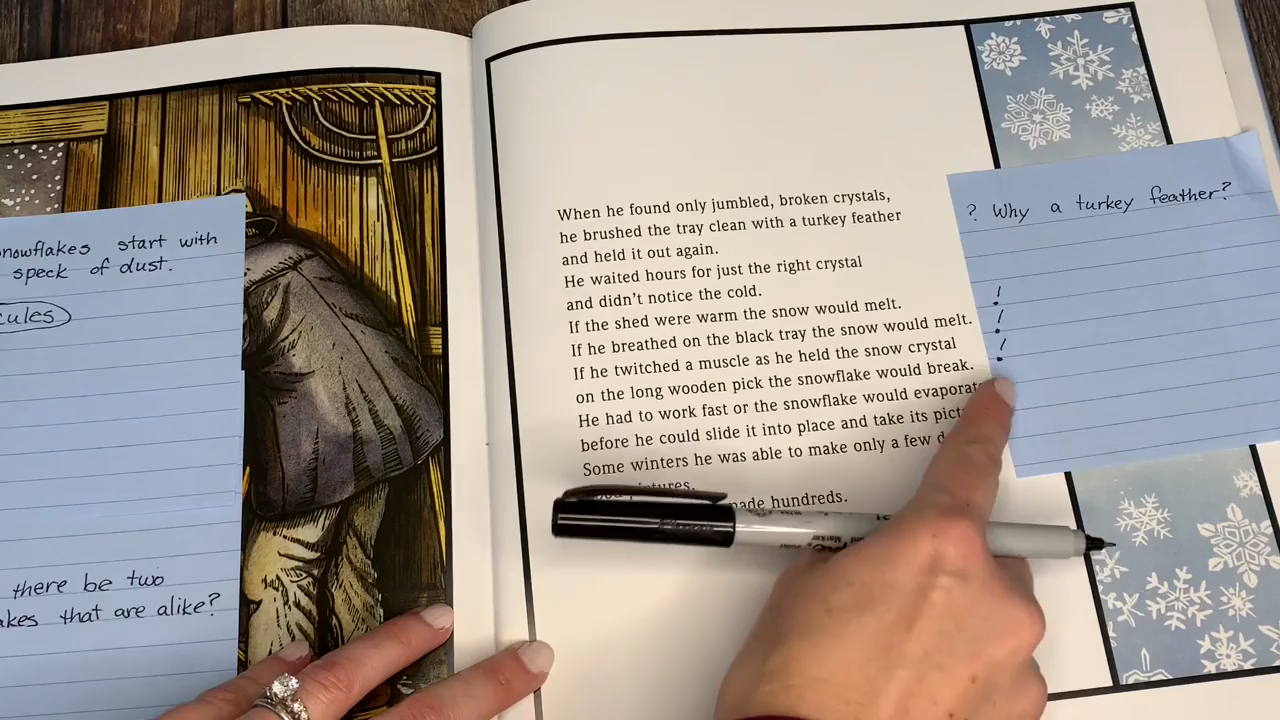 nowflakes start with
speck of dust.
cules
there be two
akes that are alike?
When he found only jumbled, broken crystals,
he brushed the tray clean with a turkey feather
and held it out again.
He waited hours for just the right crystal
and didn't notice the cold.
If the shed were warm the snow would melt.
If he breathed on the black tray the snow would melt.
If he twitched a muscle as he held the snow crystal
on the long wooden pick the snowflake would break.
He had to work fast or the snowflake would evaporate
before he could slide it into place and take its pict
Some winters he was able to make only a few d
ictures.
made hundreds.
? Why a turkey feather?
!
!
!